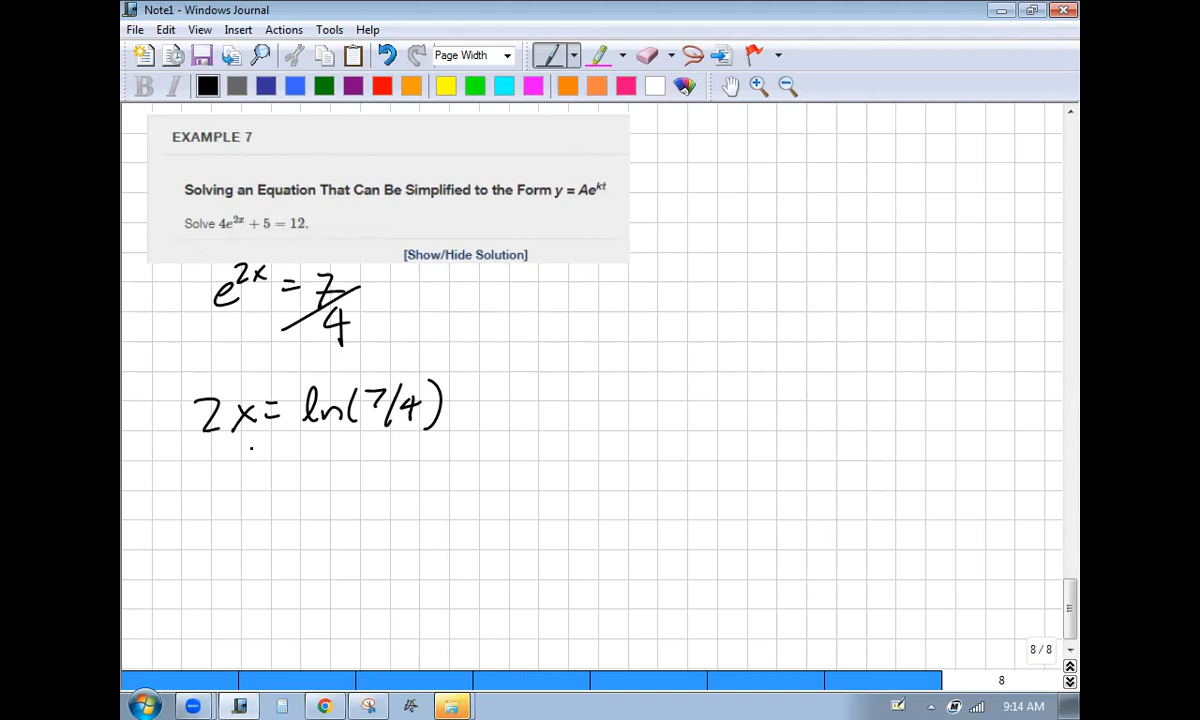 Note1 - Windows Journal
File Edit View Insert Actions Tools Help
Page Width
B I
EXAMPLE 7
Solving an Equation That Can Be Simplified to the Form y = Ae^{kt}
Solve 4e^{2x} + 5 = 12.
[Show/Hide Solution]
e^{2x} = 7/4
2x = ln(7/4)
8 / 8
8
9:14 AM